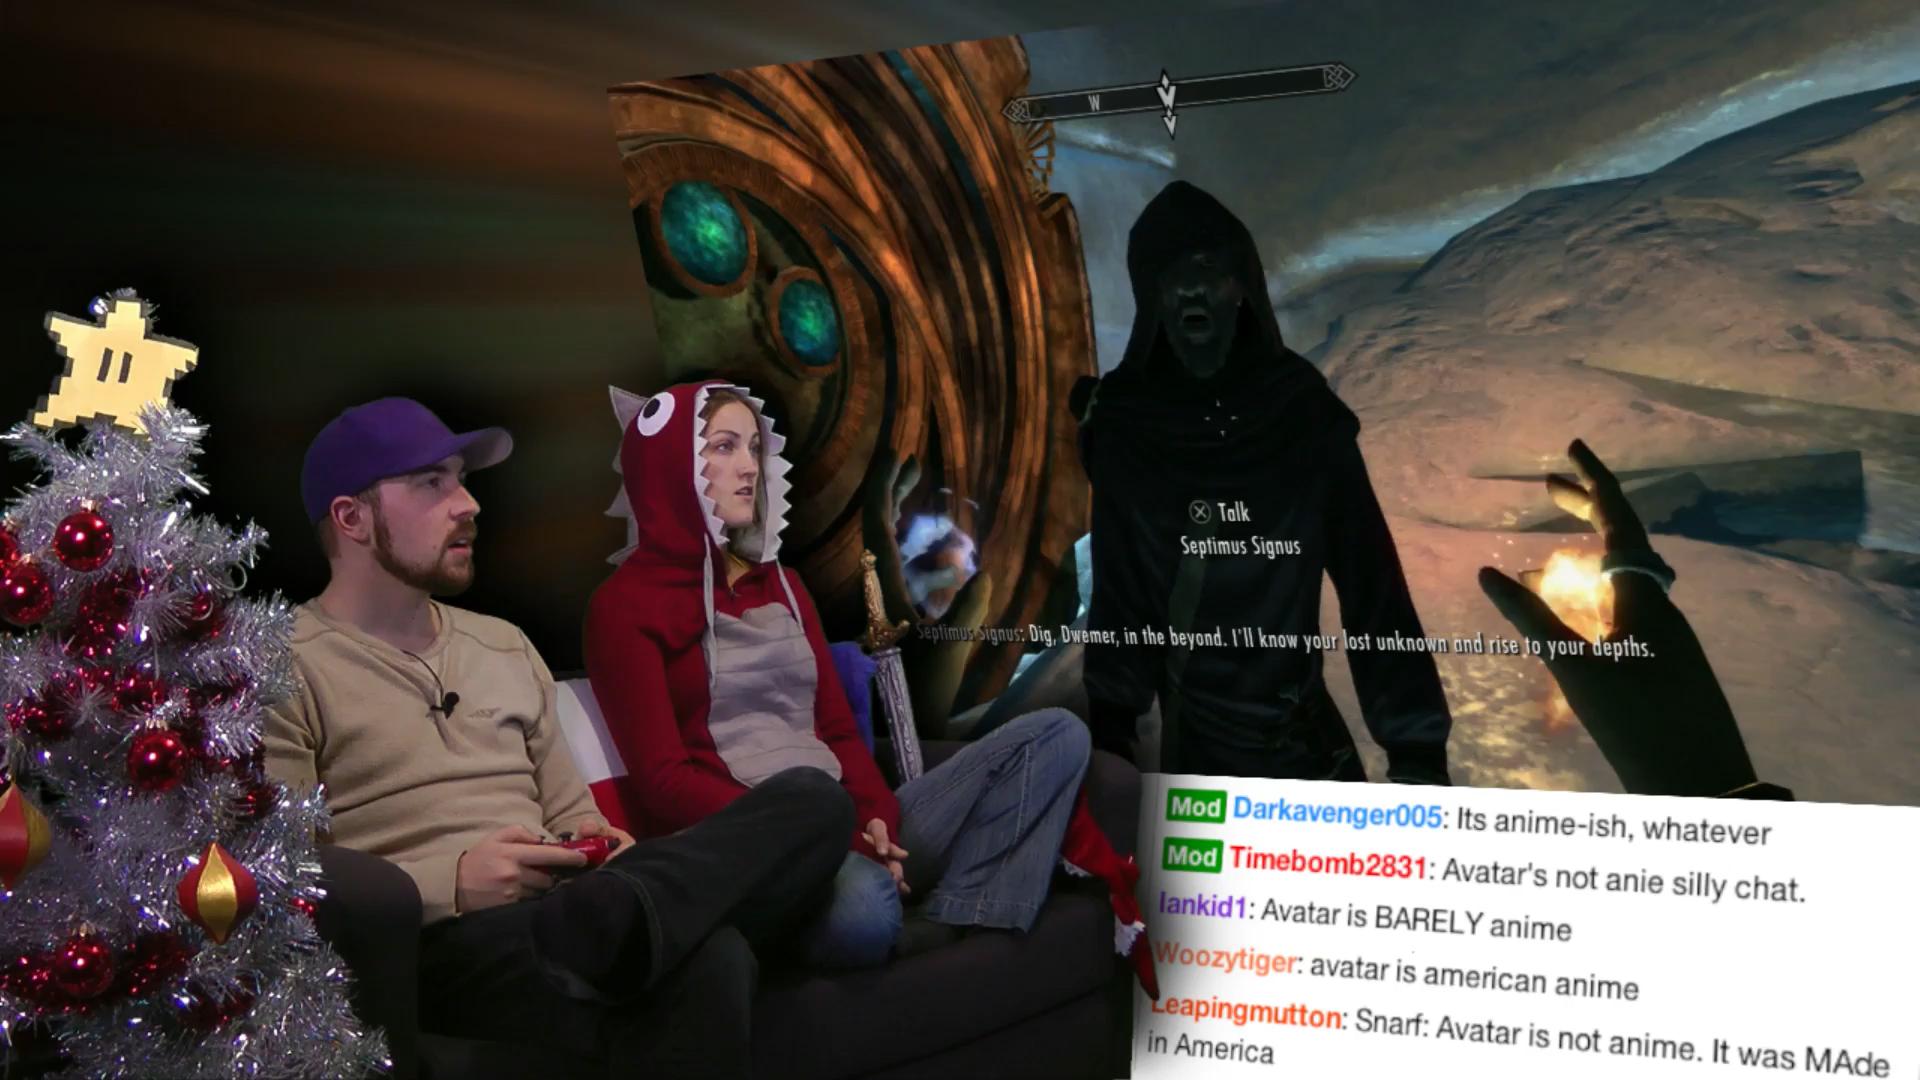 W
Talk
Septimus Signus
Septimus Signus: Dig, Dwemer, in the beyond. I'll know your lost unknown and rise to your depths.
Mod Darkavenger005: Its anime-ish, whatever
Mod Timebomb2831: Avatar's not anie silly chat.
Iankid1: Avatar is BARELY anime
Woozytiger: avatar is american anime
Leapingmutton: Snarf: Avatar is not anime. It was MAde
in America